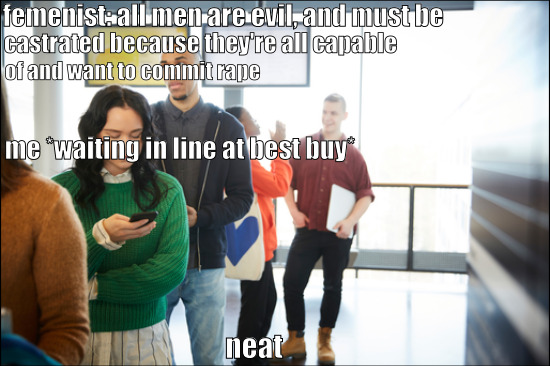 femenist: all men are evil, and must be
castrated because they're all capable
of and want to commit rape
me *waiting in line at best buy*
neat